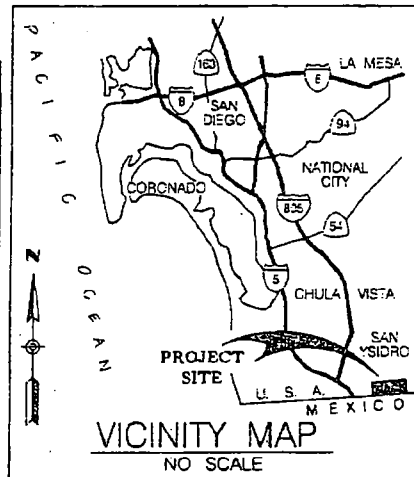 PACIFIC OCEAN
163
LA MESA
8
8
SAN
DIEGO
94
NATIONAL
CITY
CORONADO
805
54
5
CHULA VISTA
SAN
YSIDRO
PROJECT
SITE
U. S. A.
MEXICO
N
VICINITY MAP
NO SCALE